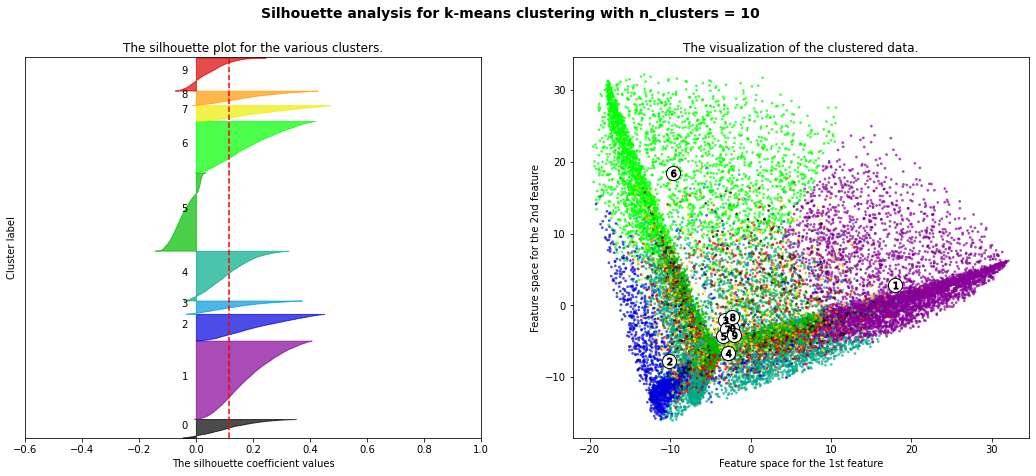 Silhouette analysis for k-means clustering with n_clusters = 10
The silhouette plot for the various clusters.
Cluster label
9
8
7
6
5
4
3
2
1
0
−0.6 −0.4 −0.2 0.0 0.2 0.4 0.6 0.8 1.0
The silhouette coefficient values
The visualization of the clustered data.
Feature space for the 2nd feature
30
20
10
0
−10
6
1
3
8
5
9
4
2
−20 −10 0 10 20 30
Feature space for the 1st feature